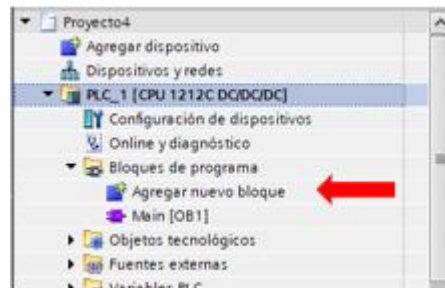 Proyecto4
Agregar dispositivo
Dispositivos y redes
PLC_1 [CPU 1212C DC/DC/DC]
Configuración de dispositivos
Online y diagnóstico
Bloques de programa
Agregar nuevo bloque
Main [OB1]
Objetos tecnológicos
Fuentes externas
Variables PLC